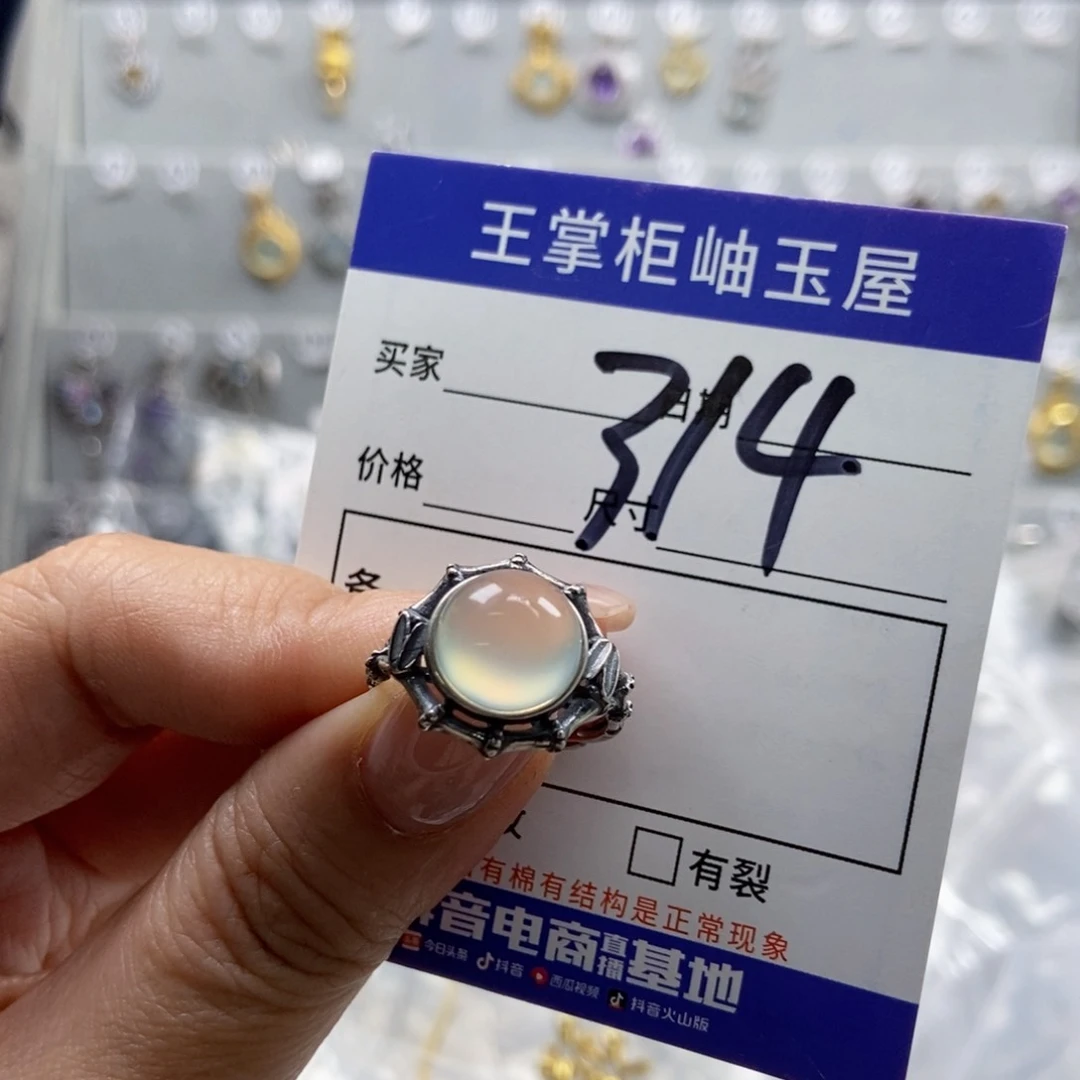 王掌柜岫玉屋
买家 日期
314
价格 尺寸
有裂
有棉有结构是正常现象
抖音电商直播基地
今日头条 抖音 西瓜视频 抖音火山版